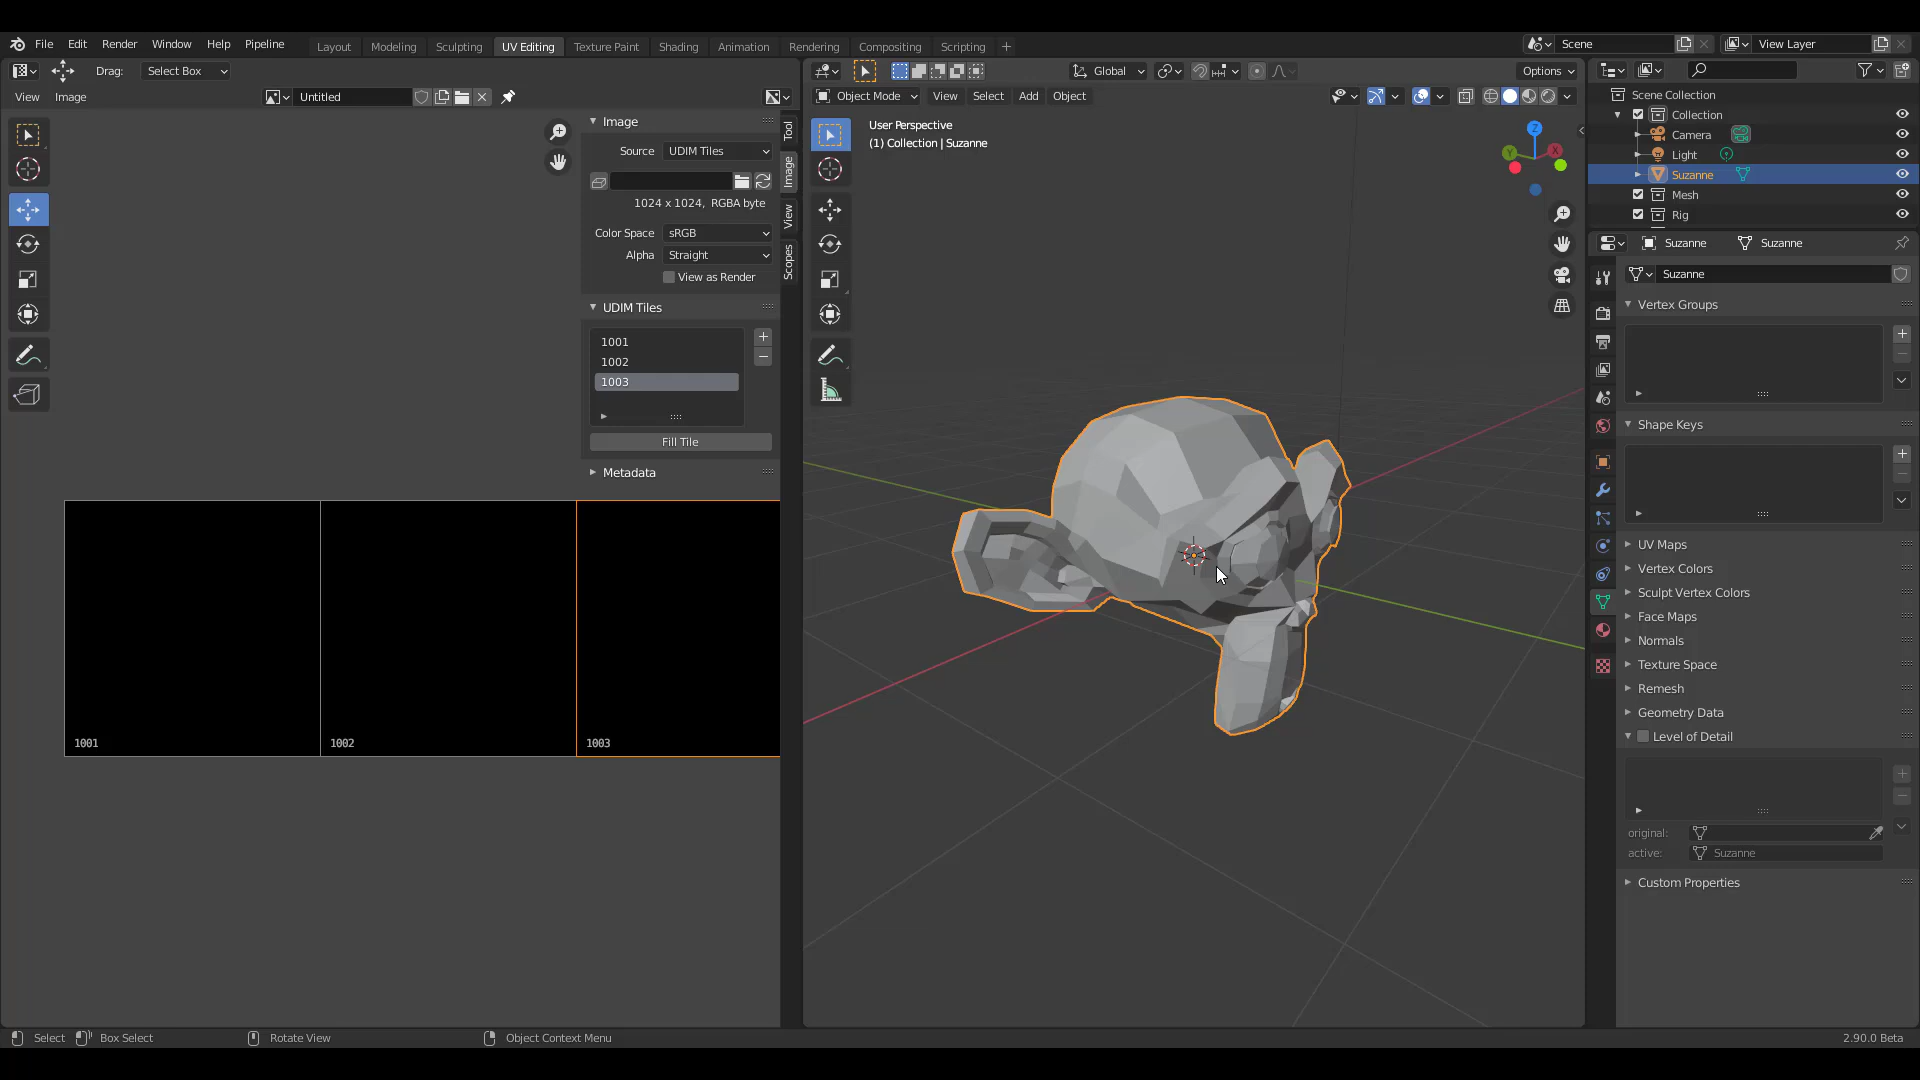 File Edit Render Window Help Pipeline Layout Modeling Sculpting UV Editing Texture Paint Shading Animation Rendering Compositing Scripting + Scene View Layer
Drag: Select Box Global Options
View Image Untitled Object Mode View Select Add Object
Image
Source UDIM Tiles
1024 x 1024, RGBA byte
Color Space sRGB
Alpha Straight
View as Render
UDIM Tiles
1001
1002
1003
Fill Tile
Metadata
Tool
Image
View
Scopes
1001 1002 1003
User Perspective
(1) Collection | Suzanne
Z
Y
X
Scene Collection
Collection
Camera
Light
Suzanne
Mesh
Rig
Suzanne Suzanne
Suzanne
Vertex Groups
Shape Keys
UV Maps
Vertex Colors
Sculpt Vertex Colors
Face Maps
Normals
Texture Space
Remesh
Geometry Data
Level of Detail
original:
active: Suzanne
Custom Properties
Select Box Select Rotate View Object Context Menu 2.90.0 Beta